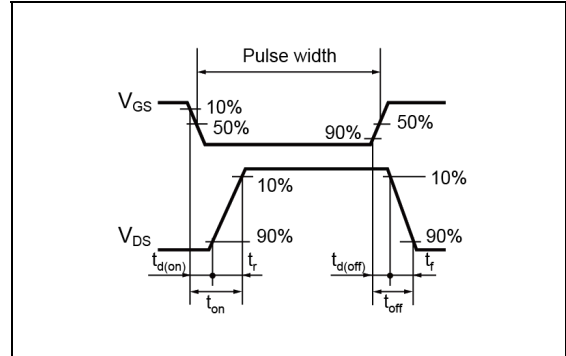 Pulse width
VGS
10%
50%
90%
50%
10%
10%
VDS
90%
90%
td(on)
tr
td(off)
tf
ton
toff